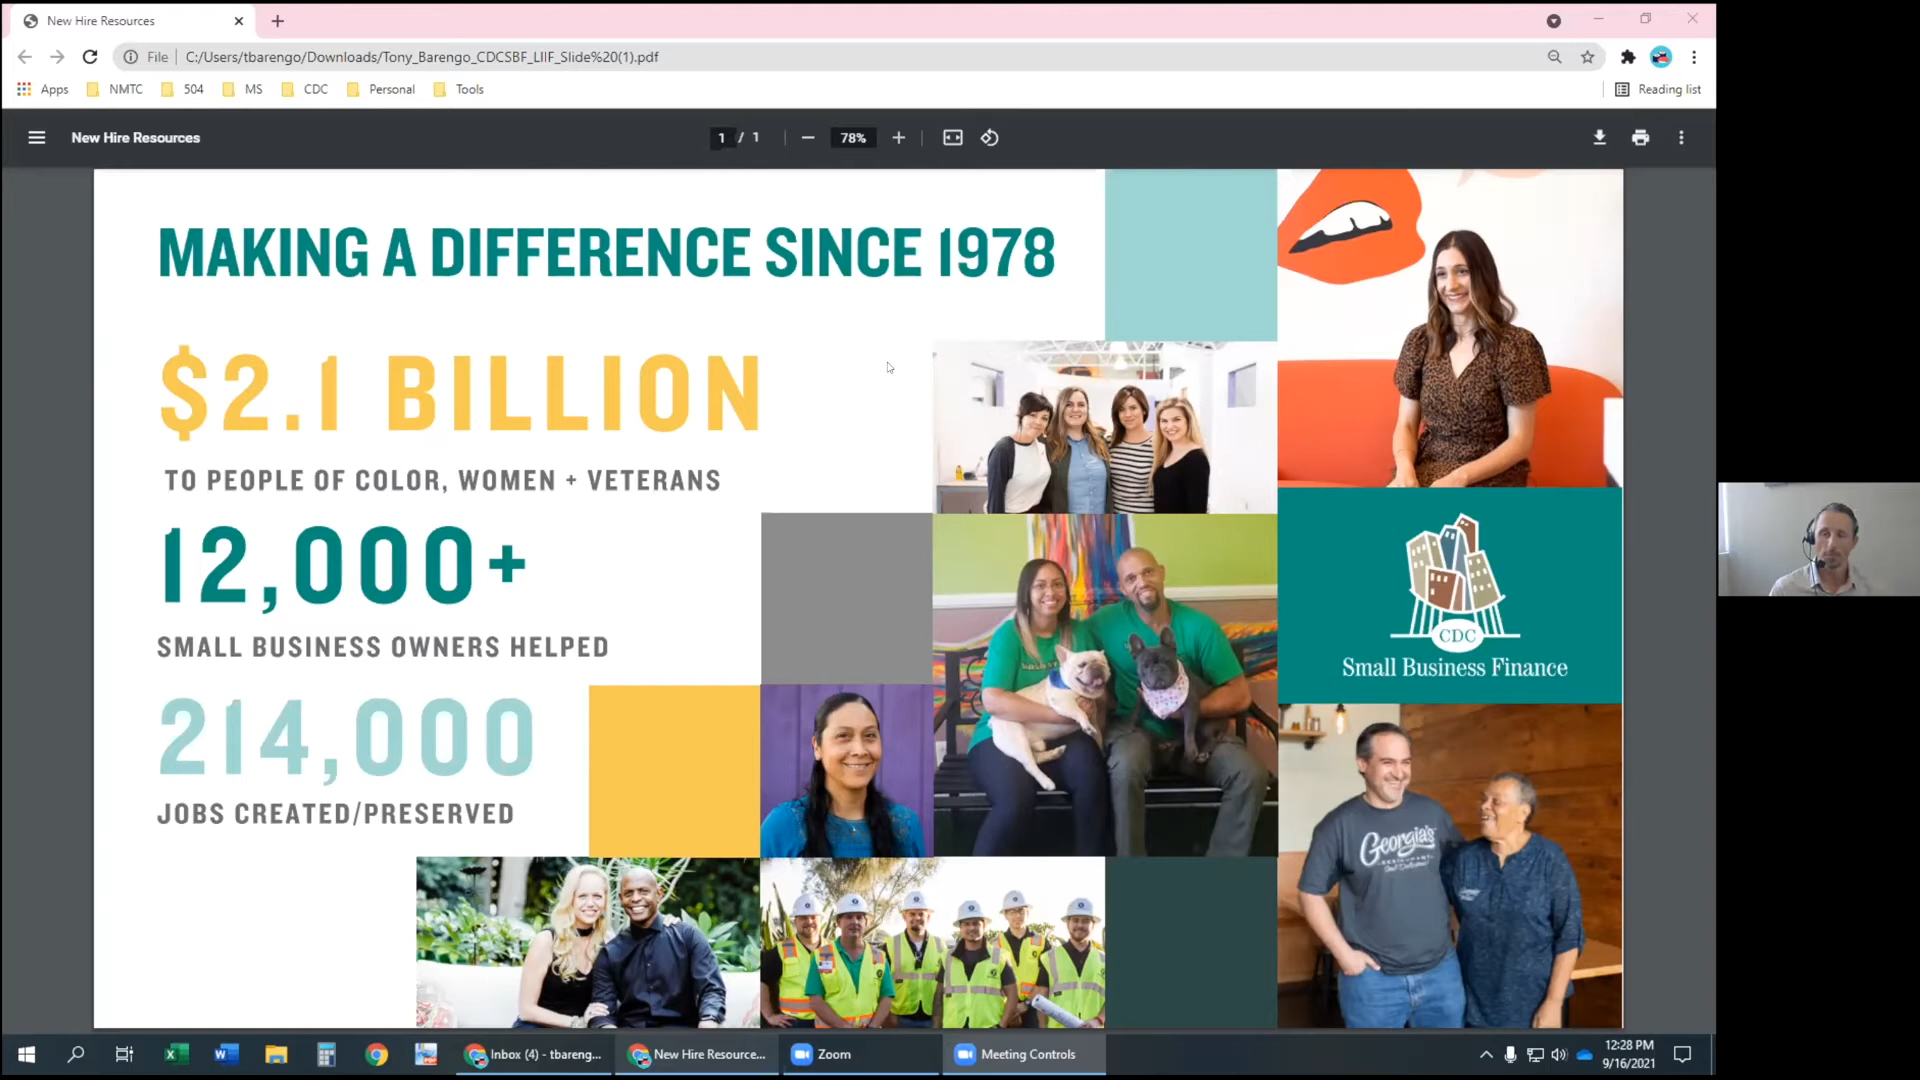 New Hire Resources
File
C:/Users/tbarengo/Downloads/Tony_Barengo_CDCSBF_LIIF_Slide%20(1).pdf
Apps
NMTC
504
MS
CDC
Personal
Tools
Reading list
New Hire Resources
1 / 1
78%
MAKING A DIFFERENCE SINCE 1978
$2.1 BILLION
TO PEOPLE OF COLOR, WOMEN + VETERANS
12,000+
SMALL BUSINESS OWNERS HELPED
214,000
JOBS CREATED/PRESERVED
CDC
Small Business Finance
Georgia's
RESTAURANT
Inbox (4) - tbareng...
New Hire Resource...
Zoom
Meeting Controls
12:28 PM
9/16/2021